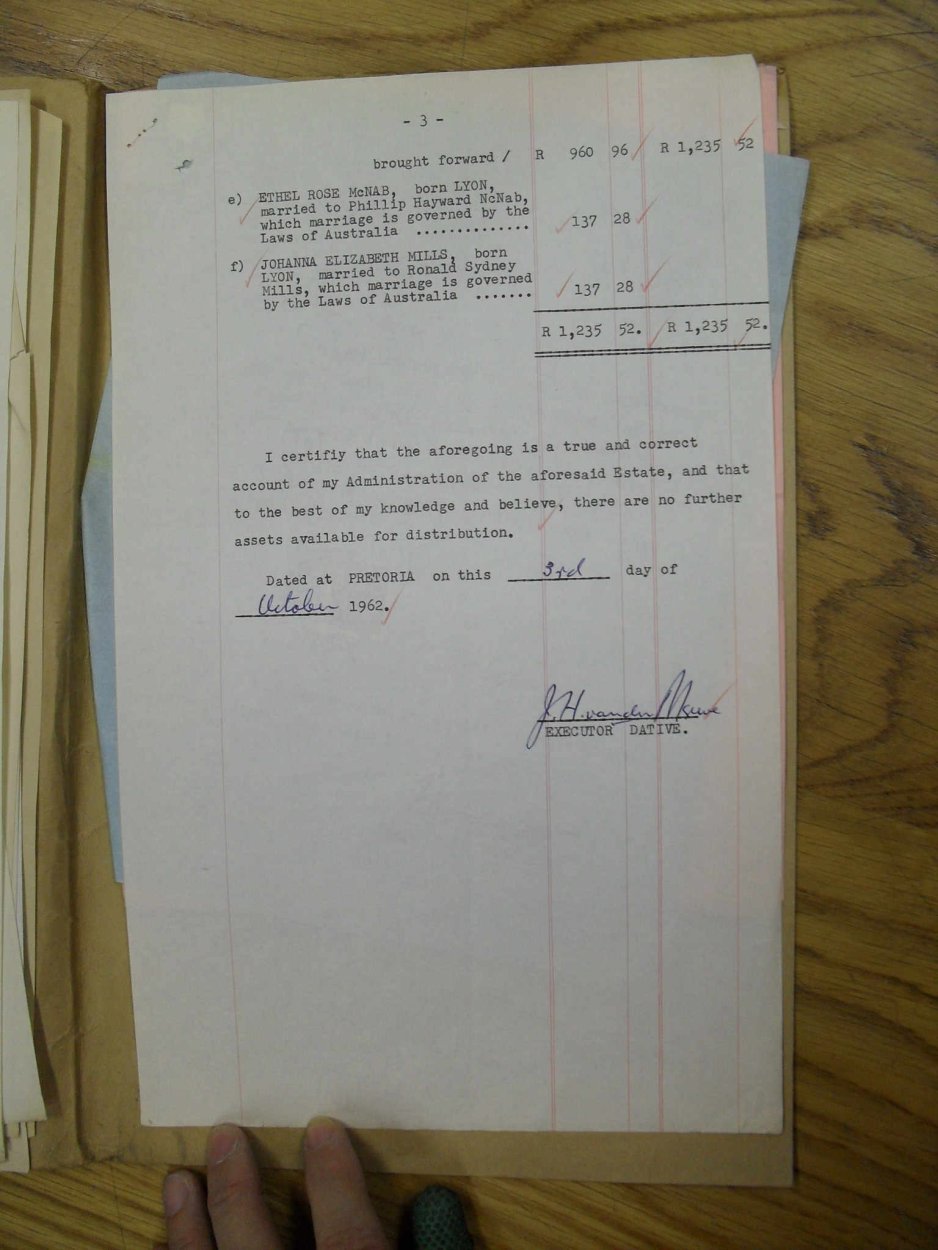 - 3 -
brought forward / R 960 96 R 1,235 52
e) ETHEL ROSE McNAB, born LYON,
married to Phillip Hayward NcNab,
which marriage is governed by the
Laws of Australia .............. 137 28
f) JOHANNA ELIZABETH MILLS, born
LYON, married to Ronald Sydney
Mills, which marriage is governed
by the Laws of Australia ....... 137 28
R 1,235 52. R 1,235 52.
I certifiy that the aforegoing is a true and correct
account of my Administration of the aforesaid Estate, and that
to the best of my knowledge and believe, there are no further
assets available for distribution.
Dated at PRETORIA on this 3rd day of
October 1962.
J.H. van der Merwe
EXECUTOR DATIVE.